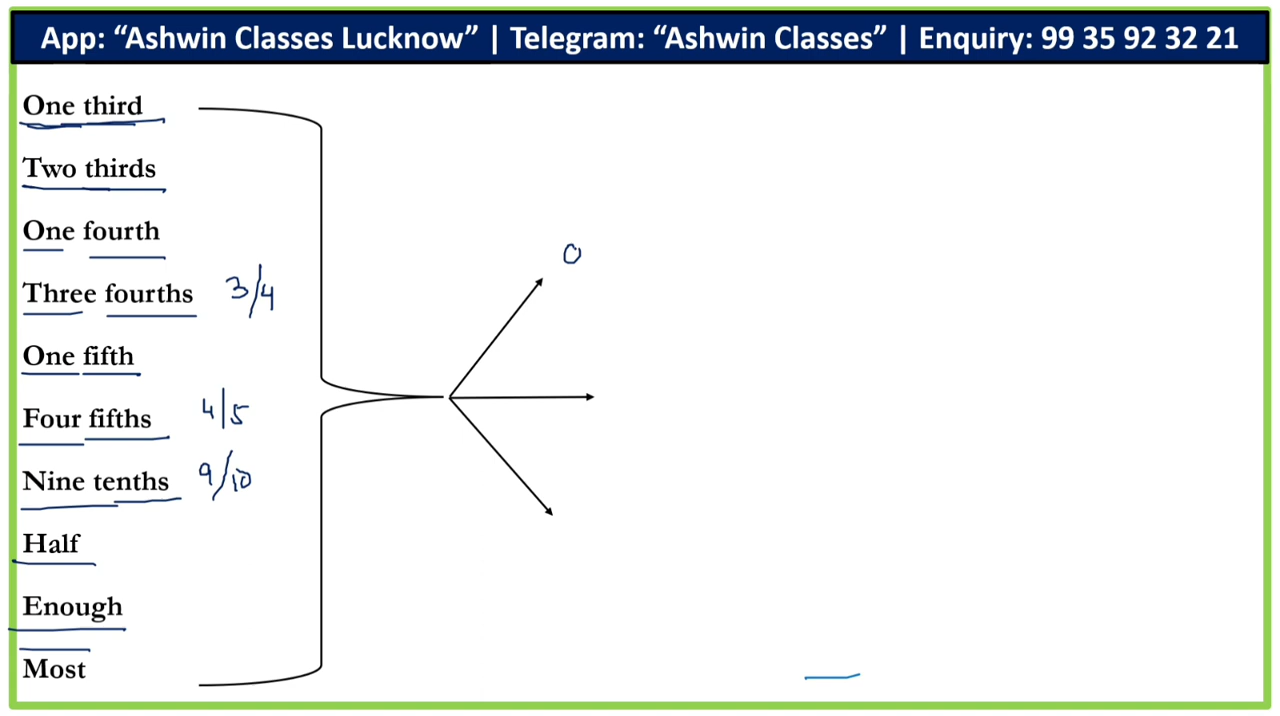 App: “Ashwin Classes Lucknow” | Telegram: “Ashwin Classes” | Enquiry: 99 35 92 32 21
One third
Two thirds
One fourth
Three fourths 3/4
One fifth
Four fifths 4/5
Nine tenths 9/10
Half
Enough
Most
O